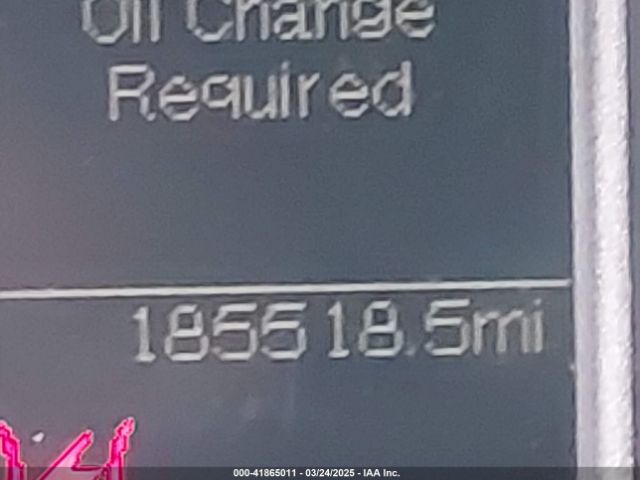 Oil Change
Required
185518.5mi
000-41865011 - 03/24/2025 - IAA Inc.